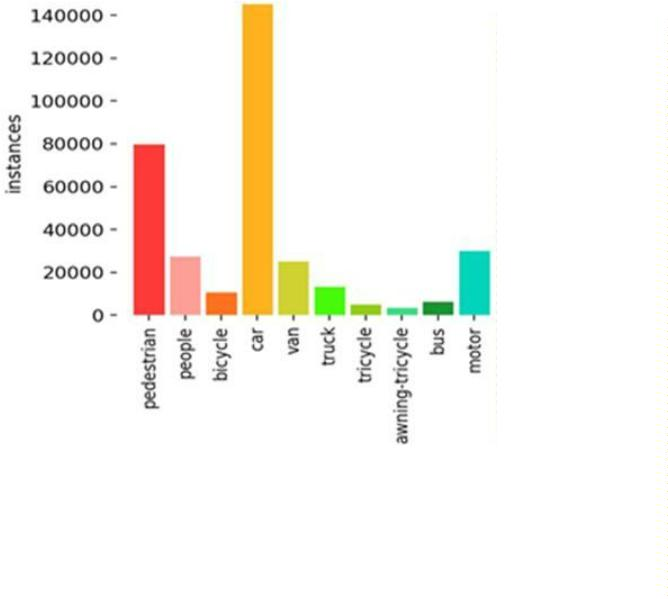 140000
120000
100000
80000
60000
40000
20000
0
instances
pedestrian
people
bicycle
car
van
truck
tricycle
awning-tricycle
bus
motor